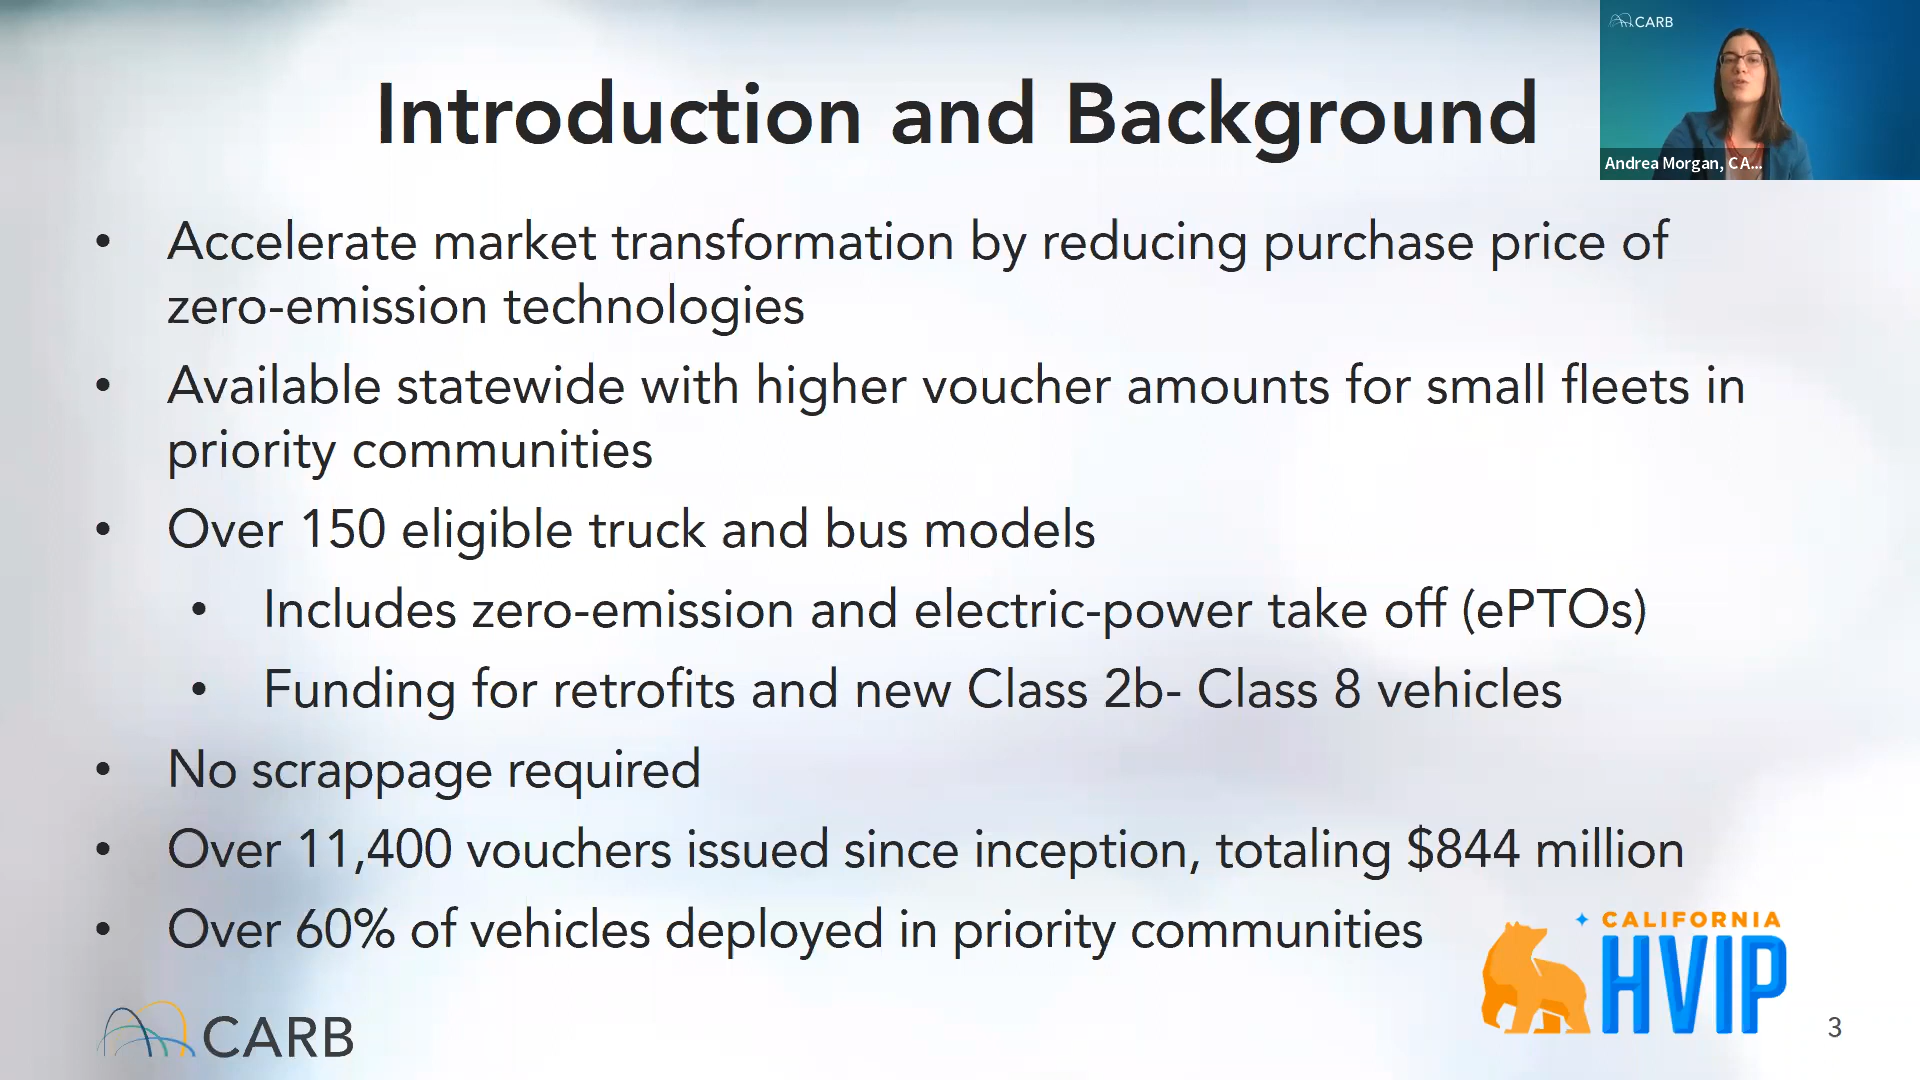 CARB
Andrea Morgan, CA...
Introduction and Background
• Accelerate market transformation by reducing purchase price of
zero-emission technologies
• Available statewide with higher voucher amounts for small fleets in
priority communities
• Over 150 eligible truck and bus models
• Includes zero-emission and electric-power take off (ePTOs)
• Funding for retrofits and new Class 2b- Class 8 vehicles
• No scrappage required
• Over 11,400 vouchers issued since inception, totaling $844 million
• Over 60% of vehicles deployed in priority communities
CALIFORNIA
HVIP
CARB
3